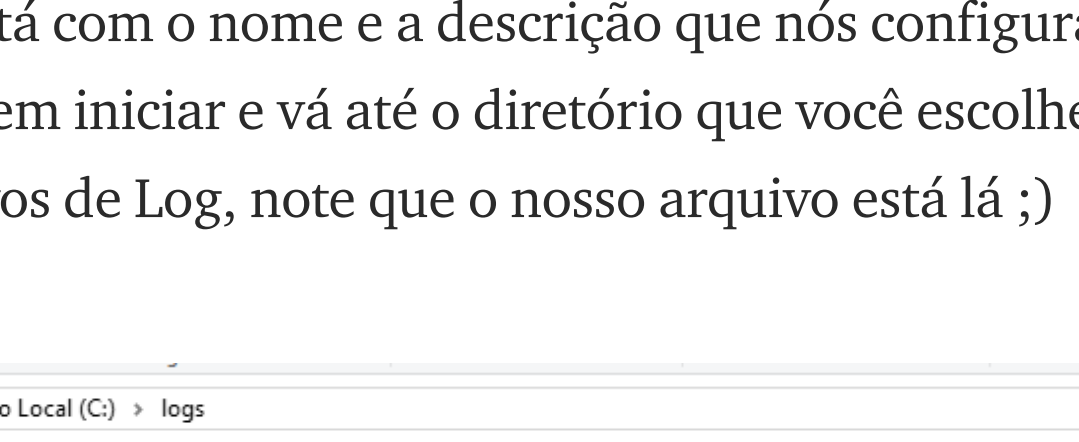 tá com o nome e a descrição que nós configura
em iniciar e vá até o diretório que você escolhe
os de Log, note que o nosso arquivo está lá ;)
o Local (C:) > logs